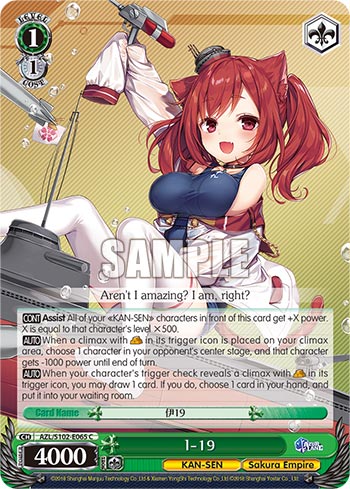 LEVEL
1
1
COST
SAMPLE
Aren't I amazing? I am, right?
CONT Assist All of your «KAN-SEN» characters in front of this card get +X power.
X is equal to that character's level × 500.
AUTO When a climax with in its trigger icon is placed on your climax
area, choose 1 character in your opponent's center stage, and that character
gets -1000 power until end of turn.
AUTO When your character's trigger check reveals a climax with in its
trigger icon, you may draw 1 card. If you do, choose 1 card in your hand, and
put it into your waiting room.
Card Name
伊19
CH AZL/S102-E065 C
I-19
POWER
4000
KAN-SEN
Sakura Empire